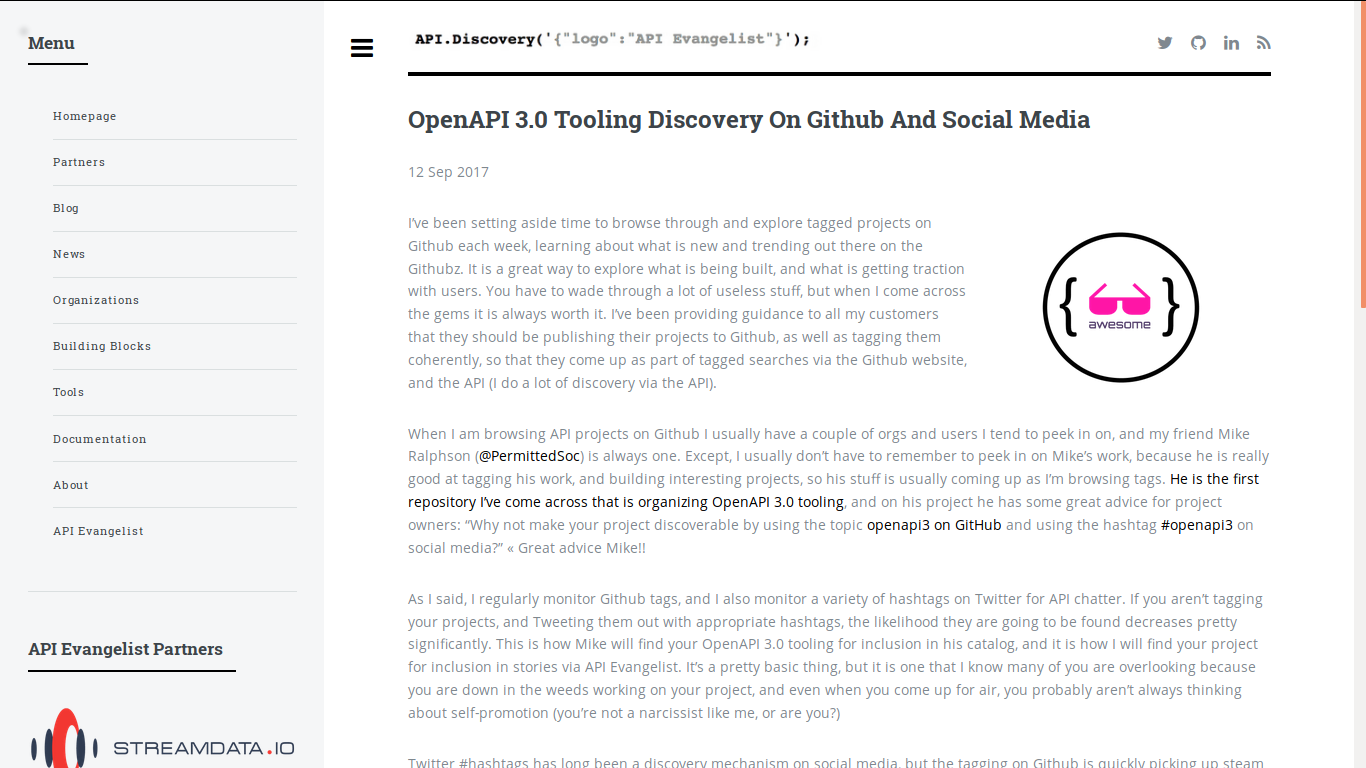 Menu
Homepage
Partners
Blog
News
Organizations
Building Blocks
Tools
Documentation
About
API Evangelist
API Evangelist Partners
STREAMDATA.IO
API.Discovery('{"logo":"API Evangelist"}');
OpenAPI 3.0 Tooling Discovery On Github And Social Media
12 Sep 2017
I’ve been setting aside time to browse through and explore tagged projects on
Github each week, learning about what is new and trending out there on the
Githubz. It is a great way to explore what is being built, and what is getting traction
with users. You have to wade through a lot of useless stuff, but when I come across
the gems it is always worth it. I’ve been providing guidance to all my customers
that they should be publishing their projects to Github, as well as tagging them
coherently, so that they come up as part of tagged searches via the Github website,
and the API (I do a lot of discovery via the API).
{ awesome }
When I am browsing API projects on Github I usually have a couple of orgs and users I tend to peek in on, and my friend Mike
Ralphson (@PermittedSoc) is always one. Except, I usually don’t have to remember to peek in on Mike’s work, because he is really
good at tagging his work, and building interesting projects, so his stuff is usually coming up as I’m browsing tags. He is the first
repository I’ve come across that is organizing OpenAPI 3.0 tooling, and on his project he has some great advice for project
owners: “Why not make your project discoverable by using the topic openapi3 on GitHub and using the hashtag #openapi3 on
social media?” « Great advice Mike!!
As I said, I regularly monitor Github tags, and I also monitor a variety of hashtags on Twitter for API chatter. If you aren’t tagging
your projects, and Tweeting them out with appropriate hashtags, the likelihood they are going to be found decreases pretty
significantly. This is how Mike will find your OpenAPI 3.0 tooling for inclusion in his catalog, and it is how I will find your project
for inclusion in stories via API Evangelist. It’s a pretty basic thing, but it is one that I know many of you are overlooking because
you are down in the weeds working on your project, and even when you come up for air, you probably aren’t always thinking
about self-promotion (you’re not a narcissist like me, or are you?)
Twitter #hashtags has long been a discovery mechanism on social media, but the tagging on Github is quickly picking up steam